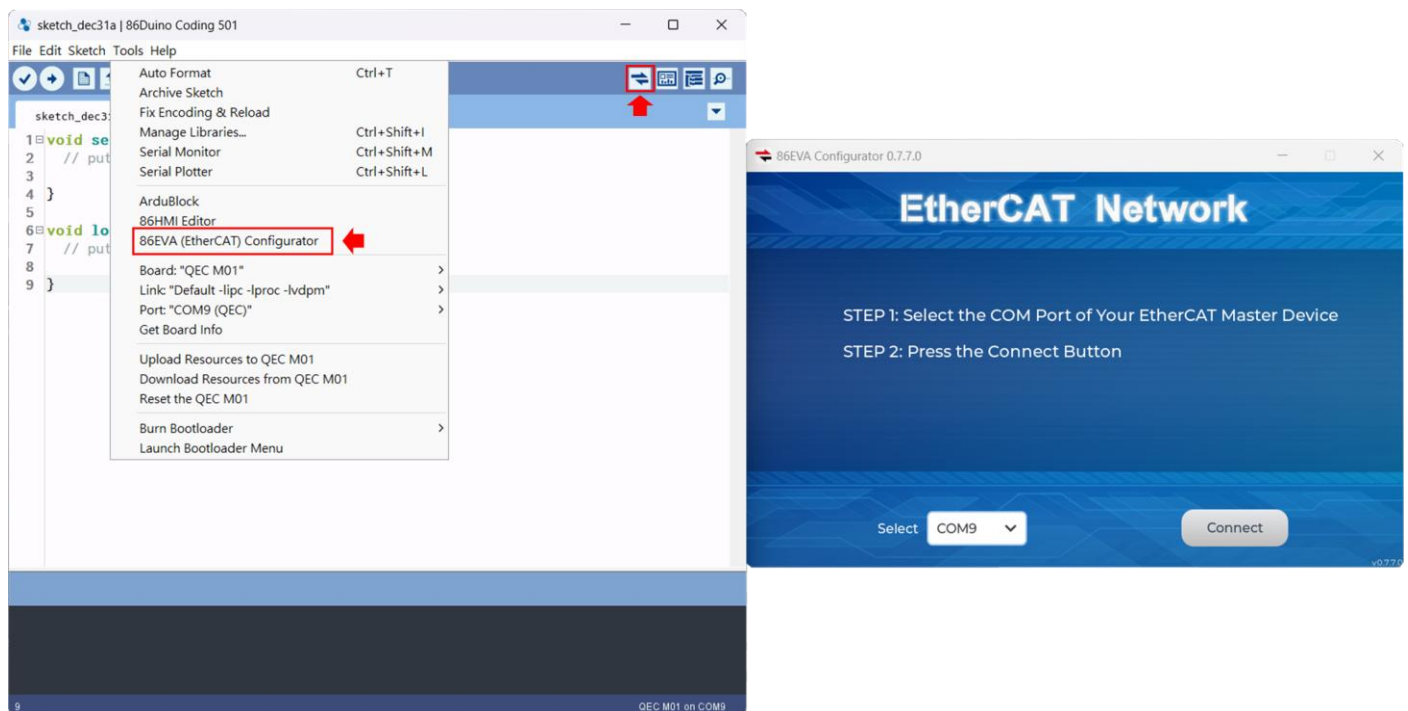 sketch_dec31a | 86Duino Coding 501
File Edit Sketch Tools Help
Auto Format Ctrl+T
Archive Sketch
Fix Encoding & Reload
Manage Libraries... Ctrl+Shift+I
Serial Monitor Ctrl+Shift+M
Serial Plotter Ctrl+Shift+L
ArduBlock
86HMI Editor
86EVA (EtherCAT) Configurator
Board: "QEC M01"
Link: "Default -lipc -lproc -lvdpm"
Port: "COM9 (QEC)"
Get Board Info
Upload Resources to QEC M01
Download Resources from QEC M01
Reset the QEC M01
Burn Bootloader
Launch Bootloader Menu
sketch_dec3
1 void se
2 // put
3
4 }
5
6 void lo
7 // put
8
9 }
9
QEC M01 on COM9
86EVA Configurator 0.7.7.0
EtherCAT Network
STEP 1: Select the COM Port of Your EtherCAT Master Device
STEP 2: Press the Connect Button
Select COM9 Connect
v0.7.7.0